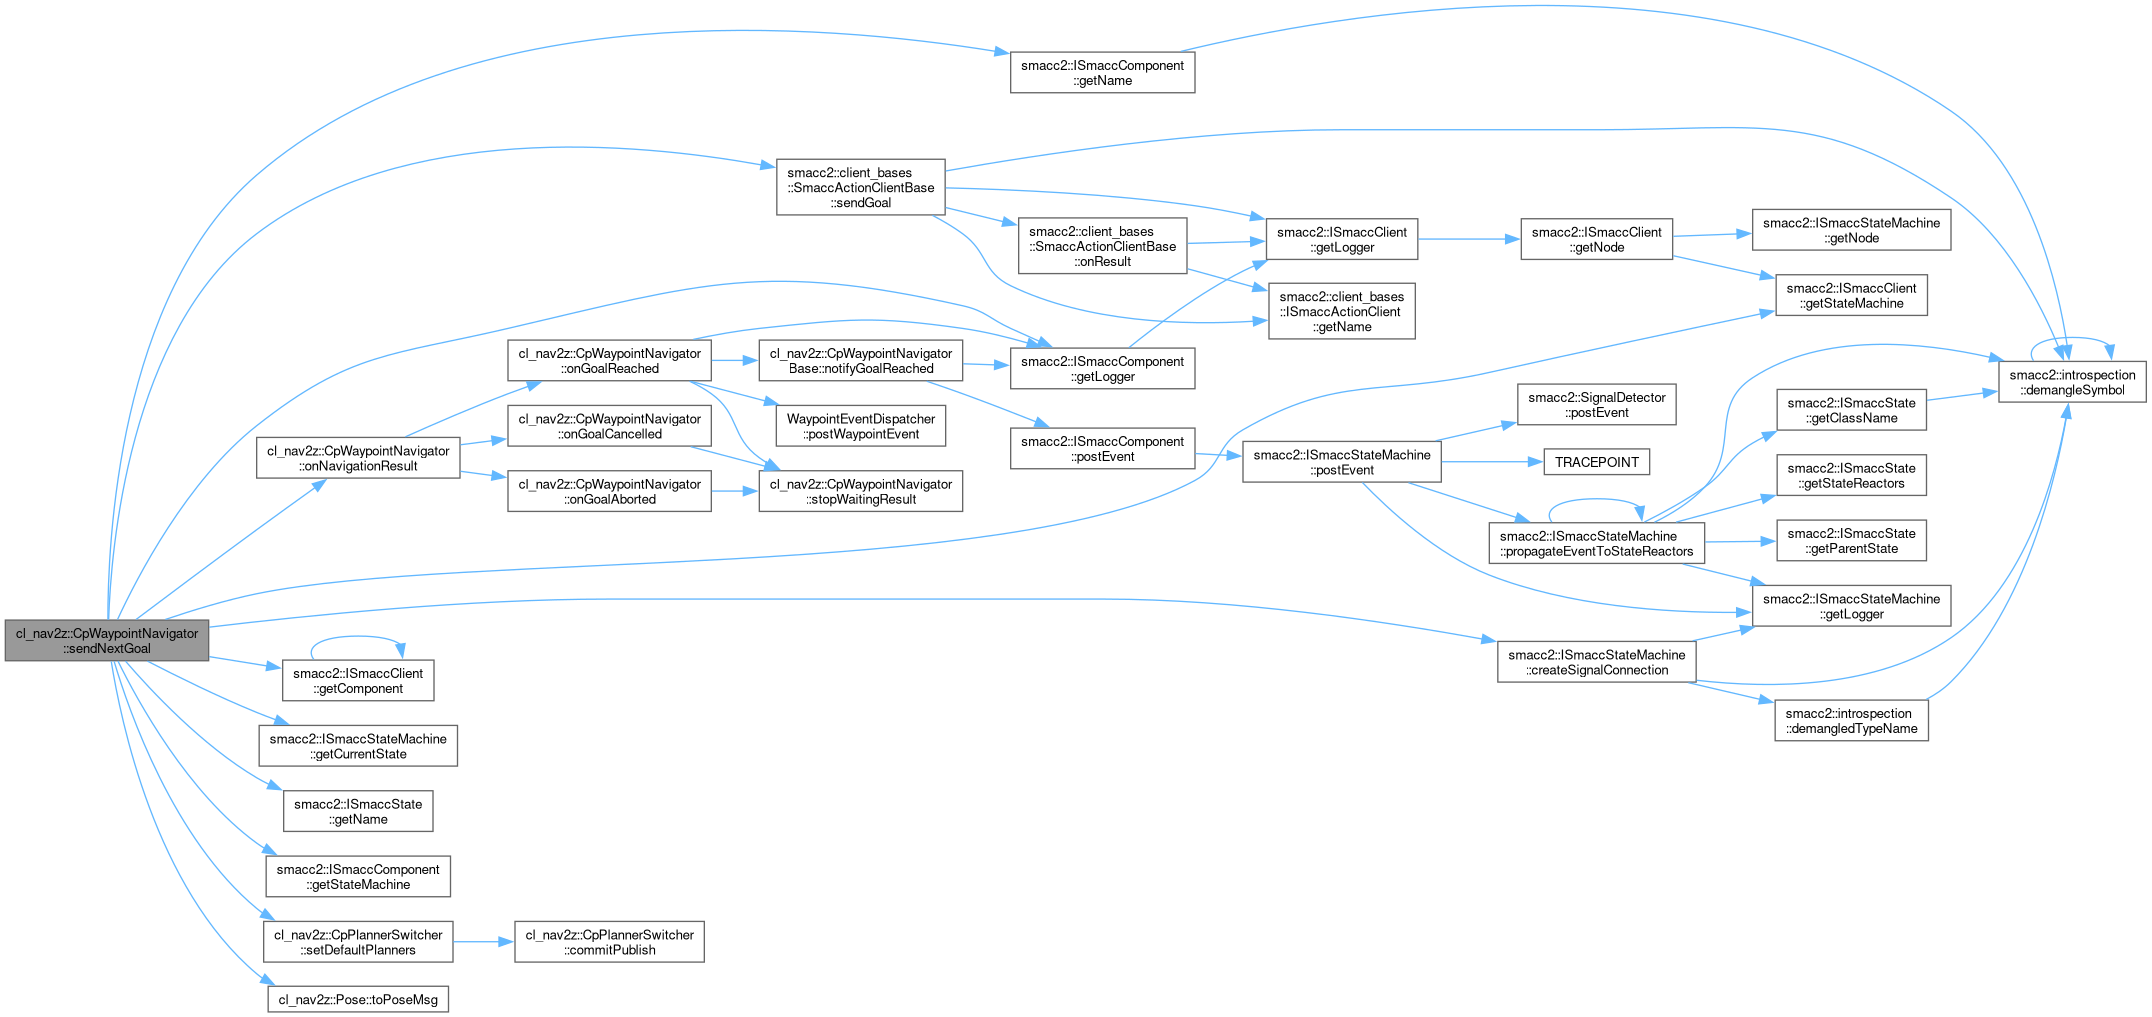 smacc2::ISmaccComponent
::getName
smacc2::client_bases
::SmaccActionClientBase
::sendGoal
smacc2::client_bases
::SmaccActionClientBase
::onResult
smacc2::ISmaccClient
::getLogger
smacc2::ISmaccClient
::getNode
smacc2::ISmaccStateMachine
::getNode
smacc2::ISmaccClient
::getStateMachine
smacc2::client_bases
::ISmaccActionClient
::getName
cl_nav2z::CpWaypointNavigator
::onGoalReached
cl_nav2z::CpWaypointNavigator
Base::notifyGoalReached
smacc2::ISmaccComponent
::getLogger
smacc2::introspection
::demangleSymbol
cl_nav2z::CpWaypointNavigator
::onGoalCancelled
WaypointEventDispatcher
::postWaypointEvent
smacc2::SignalDetector
::postEvent
smacc2::ISmaccState
::getClassName
cl_nav2z::CpWaypointNavigator
::onNavigationResult
smacc2::ISmaccComponent
::postEvent
smacc2::ISmaccStateMachine
::postEvent
TRACEPOINT
smacc2::ISmaccState
::getStateReactors
cl_nav2z::CpWaypointNavigator
::onGoalAborted
cl_nav2z::CpWaypointNavigator
::stopWaitingResult
smacc2::ISmaccStateMachine
::propagateEventToStateReactors
smacc2::ISmaccState
::getParentState
smacc2::ISmaccStateMachine
::getLogger
cl_nav2z::CpWaypointNavigator
::sendNextGoal
smacc2::ISmaccClient
::getComponent
smacc2::ISmaccStateMachine
::createSignalConnection
smacc2::introspection
::demangledTypeName
smacc2::ISmaccStateMachine
::getCurrentState
smacc2::ISmaccState
::getName
smacc2::ISmaccComponent
::getStateMachine
cl_nav2z::CpPlannerSwitcher
::setDefaultPlanners
cl_nav2z::CpPlannerSwitcher
::commitPublish
cl_nav2z::Pose::toPoseMsg